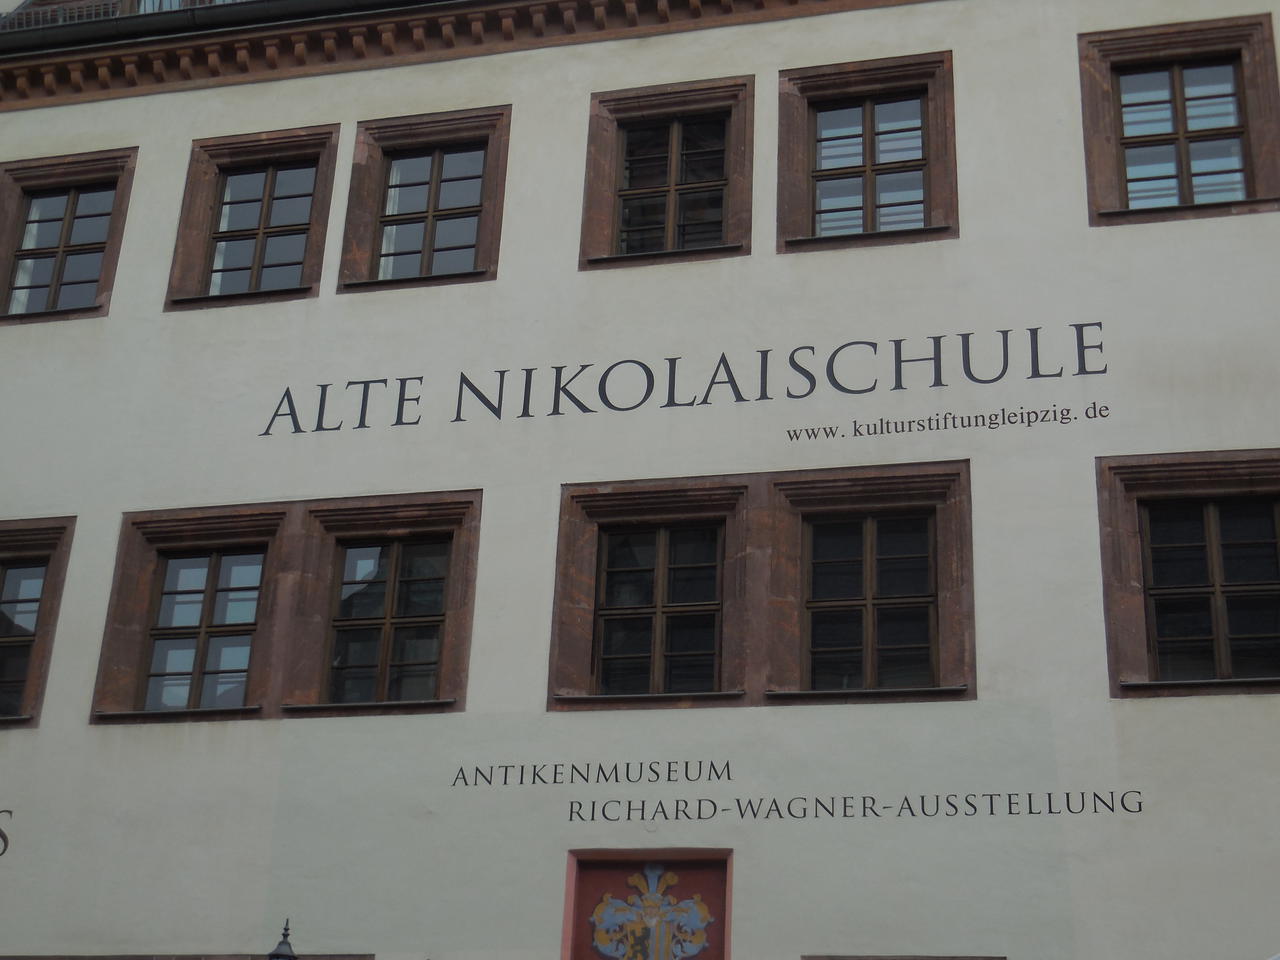 ALTE NIKOLAISCHULE
www. kulturstiftungleipzig. de
ANTIKENMUSEUM
RICHARD-WAGNER-AUSSTELLUNG
S